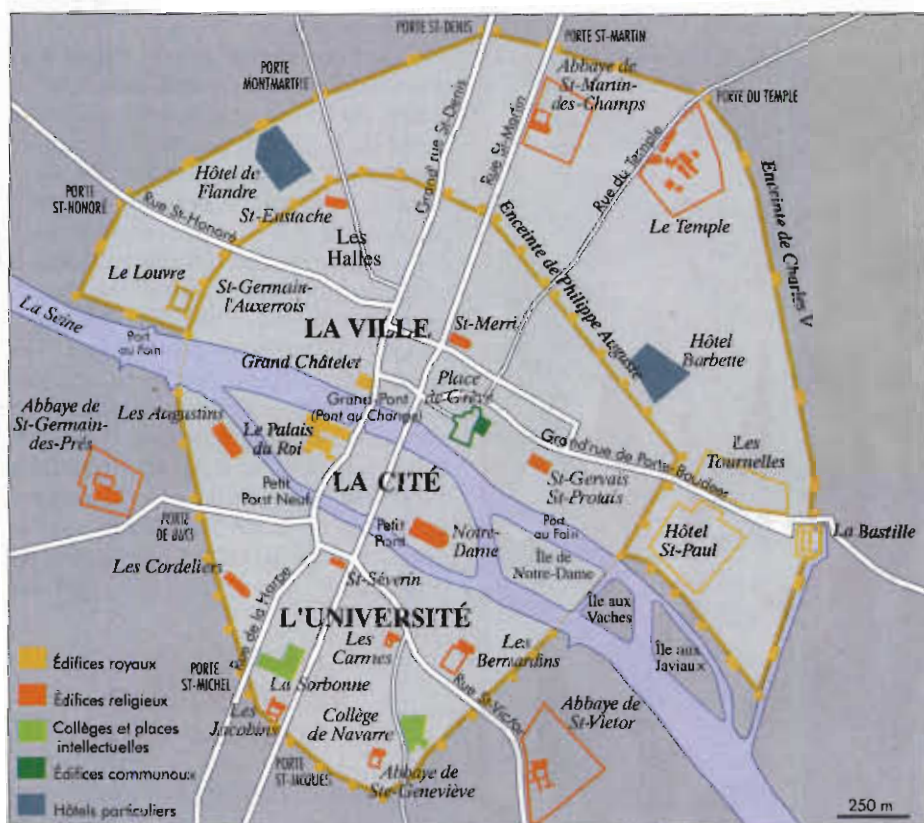 PORTE ST-DENIS
PORTE ST-MARTIN
PORTE
MONTMARTRE
Abbaye de
St-Martin-
des-Champs
PORTE DU TEMPLE
Grand' rue St-Denis
Rue St-Martin
Rue du Temple
Hôtel de
Flandre
PORTE
ST-HONORÉ
Rue St-Honoré
St-Eustache
Enceinte de Philippe Auguste
Enceinte de Charles V
Le Temple
Les
Halles
Le Louvre
St-Germain-
l'Auxerrois
La Seine
LA VILLE
St-Merri
Hôtel
Barbette
Port
au Foin
Grand Châtelet
Place
de Grève
Grand-Pont
(Pont au Change)
Abbaye de
St-Germain-
des-Prés
Les Augustins
Le Palais
du Roi
Grand'rue de Porte-Baudoer
Les
Tournelles
LA CITÉ
St-Gervais
St-Protais
Petit
Pont Neuf
PORTE
DE BUCI
Petit
Pont
Notre-
Dame
Port
au Foin
Hôtel
St-Paul
La Bastille
Île de
Notre-Dame
Les Cordeliers
St-Séverin
Île aux
Vaches
Rue de la Harpe
L'UNIVERSITÉ
Île aux
Javiaux
Les
Carmes
Les
Bernardins
PORTE
ST-MICHEL
La Sorbonne
Rue St-Victor
Abbaye de
St-Victor
Les
Jacobins
Collège
de Navarre
PORTE
ST-JACQUES
Abbaye de
Ste-Geneviève
Édifices royaux
Édifices religieux
Collèges et places
intellectuelles
Édifices communaux
Hôtels particuliers
250 m